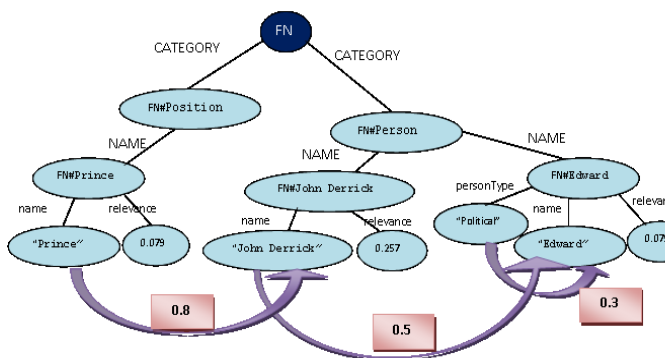 FN
CATEGORY CATEGORY
FN#Position
FN#Person
NAME NAME NAME
FN#Prince FN#John Derrick FN#Edward
personType
name relevance name relevance name
"Prince" 0.079 "John Derrick" 0.257 "Political" "Edward"
0.8 0.5 0.3